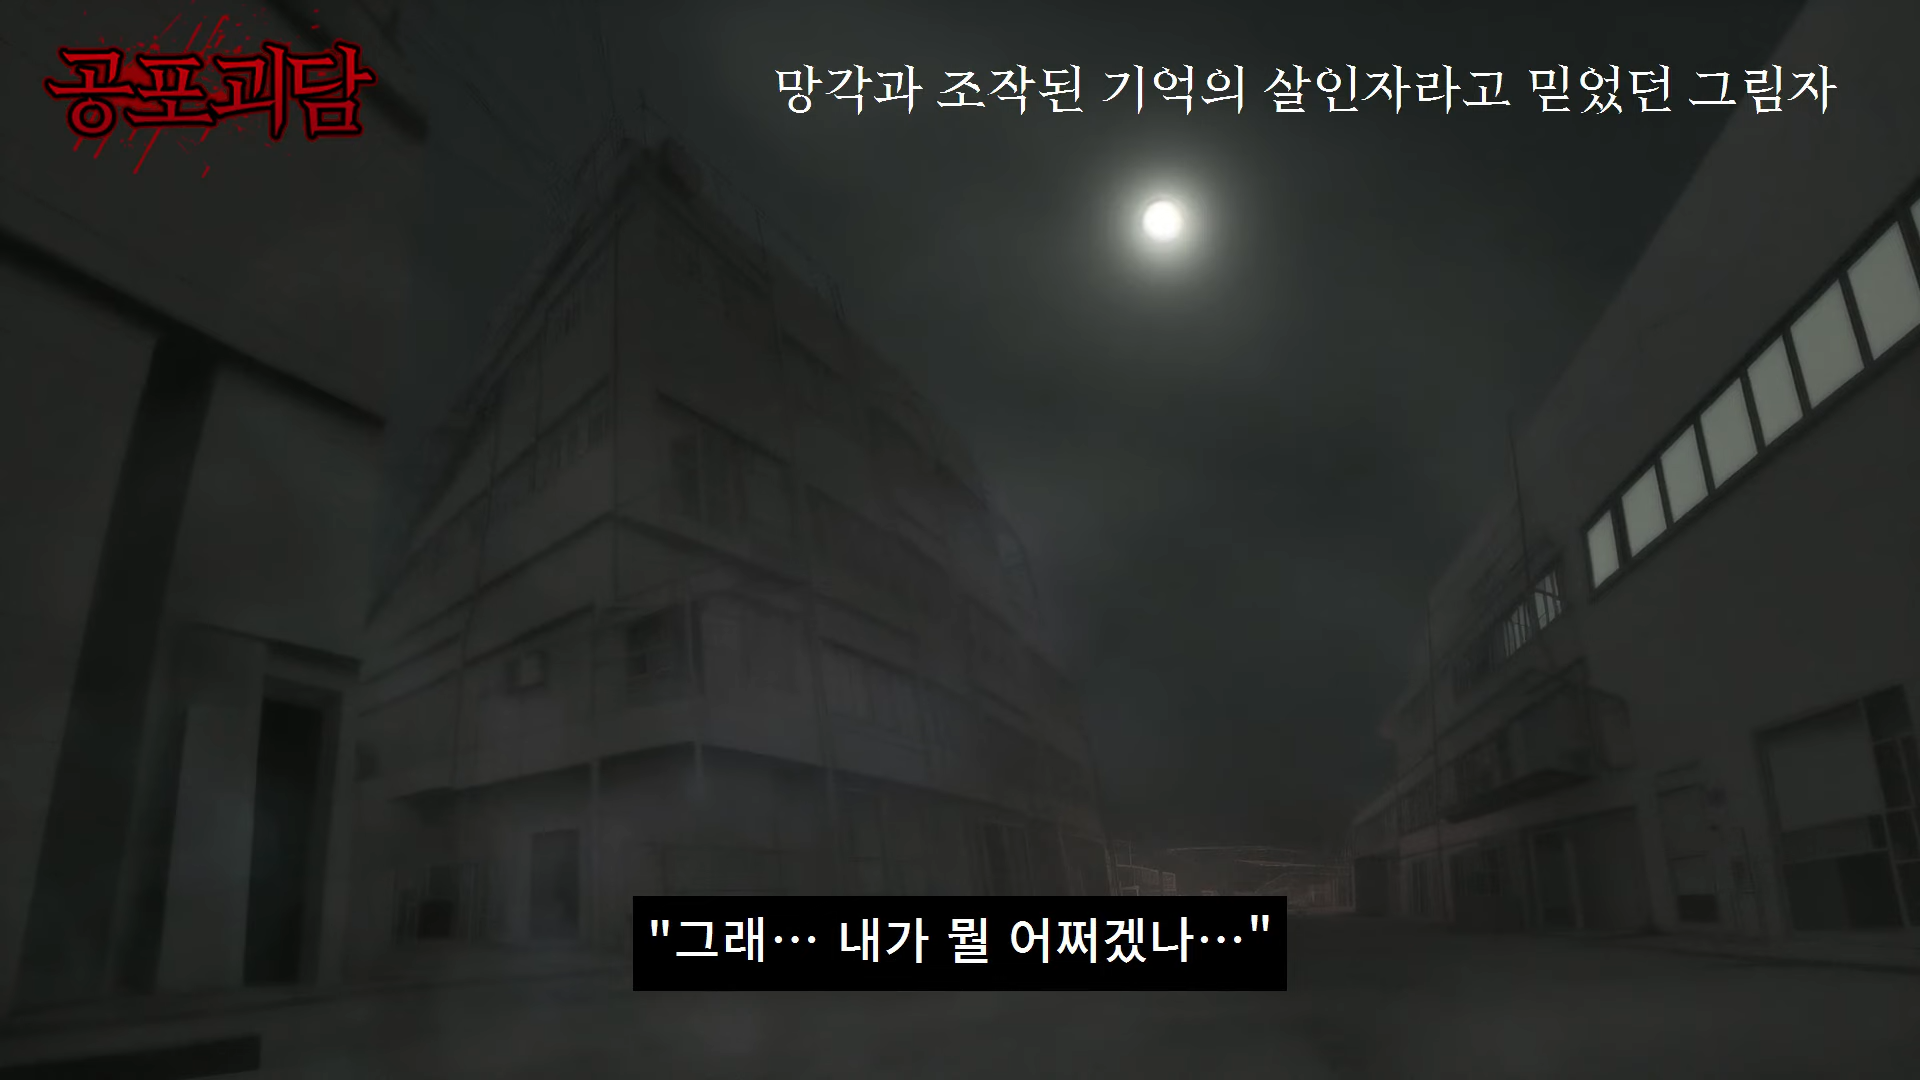 공포괴담
망각과 조작된 기억의 살인자라고 믿었던 그림자
"그래… 내가 뭘 어쩌겠나…"